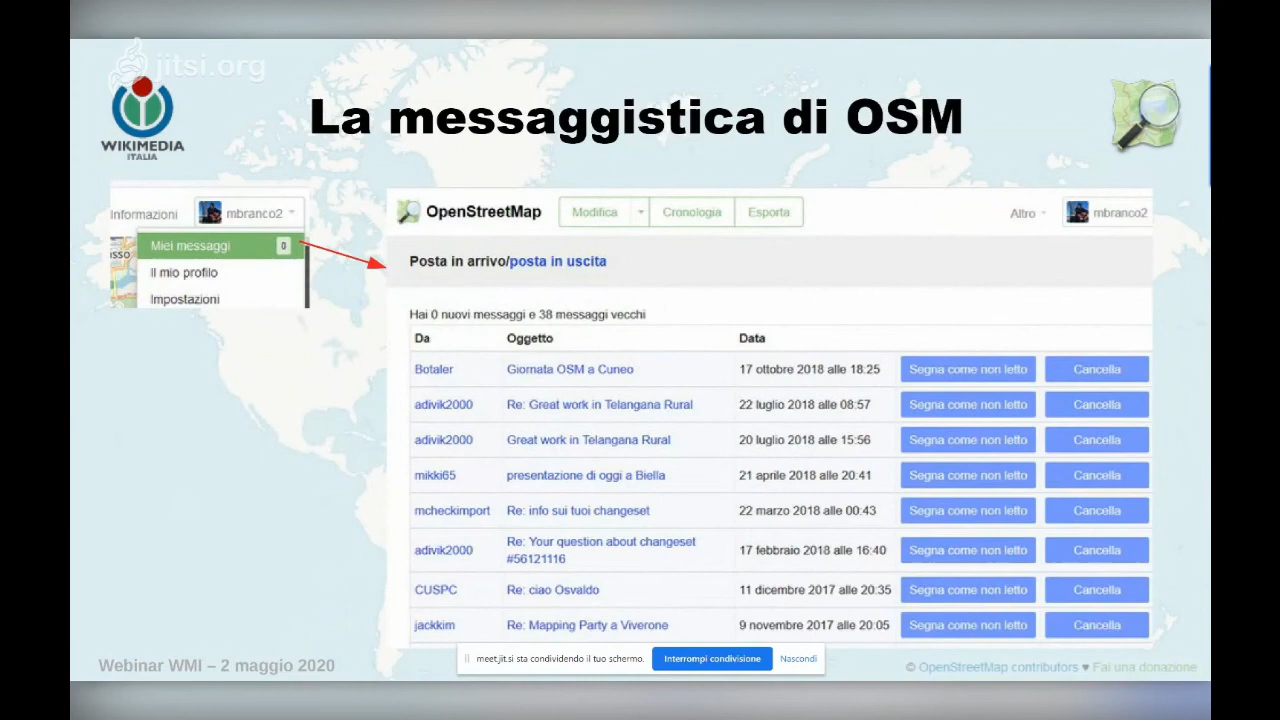 jitsi.org
WIKIMEDIA
ITALIA
La messaggistica di OSM
Informazioni
mbranco2
Miei messaggi 0
Il mio profilo
Impostazioni
OpenStreetMap
Modifica
Cronologia
Esporta
Altro
mbranco2
Posta in arrivo/posta in uscita
Hai 0 nuovi messaggi e 38 messaggi vecchi
Da Oggetto Data
Botaler Giornata OSM a Cuneo 17 ottobre 2018 alle 18:25 Segna come non letto Cancella
adivik2000 Re: Great work in Telangana Rural 22 luglio 2018 alle 08:57 Segna come non letto Cancella
adivik2000 Great work in Telangana Rural 20 luglio 2018 alle 15:56 Segna come non letto Cancella
mikki65 presentazione di oggi a Biella 21 aprile 2018 alle 20:41 Segna come non letto Cancella
mcheckimport Re: info sui tuoi changeset 22 marzo 2018 alle 00:43 Segna come non letto Cancella
adivik2000 Re: Your question about changeset
#56121116 17 febbraio 2018 alle 16:40 Segna come non letto Cancella
CUSPC Re: ciao Osvaldo 11 dicembre 2017 alle 20:35 Segna come non letto Cancella
jackkim Re: Mapping Party a Viverone 9 novembre 2017 alle 20:05 Segna come non letto Cancella
Webinar WMI – 2 maggio 2020
meet.jit.si sta condividendo il tuo schermo. Interrompi condivisione Nascondi
© OpenStreetMap contributors ♥ Fai una donazione